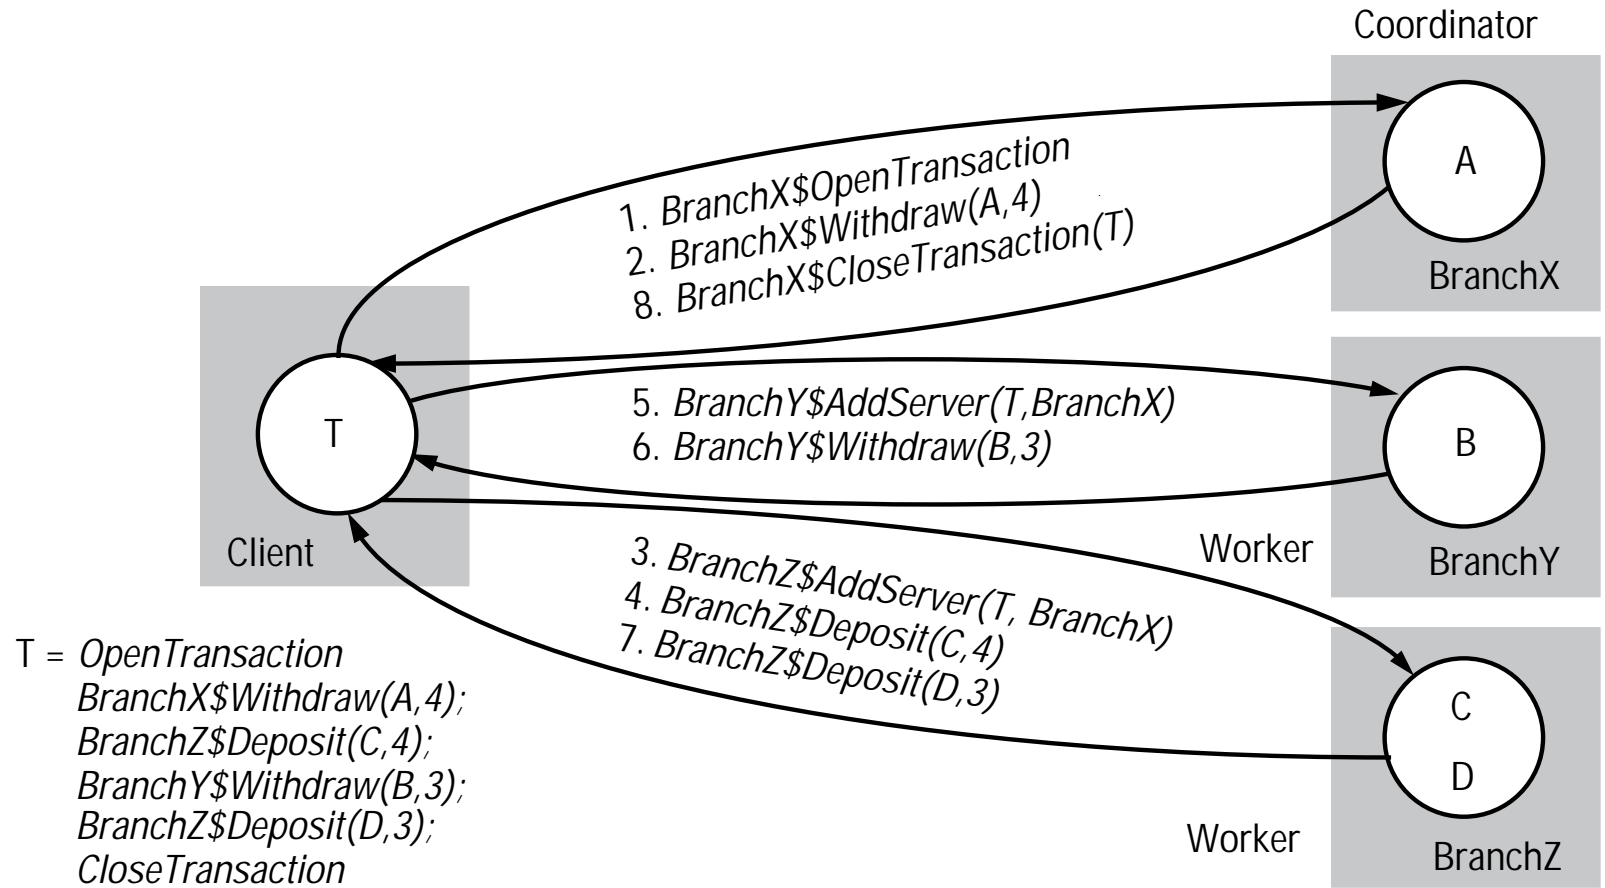 Coordinator
A
BranchX
1. BranchX$OpenTransaction
2. BranchX$Withdraw(A,4)
8. BranchX$CloseTransaction(T)
T
Client
5. BranchY$AddServer(T,BranchX)
6. BranchY$Withdraw(B,3)
B
Worker
BranchY
3. BranchZ$AddServer(T, BranchX)
4. BranchZ$Deposit(C,4)
7. BranchZ$Deposit(D,3)
C
D
Worker
BranchZ
T = OpenTransaction
BranchX$Withdraw(A,4);
BranchZ$Deposit(C,4);
BranchY$Withdraw(B,3);
BranchZ$Deposit(D,3);
CloseTransaction